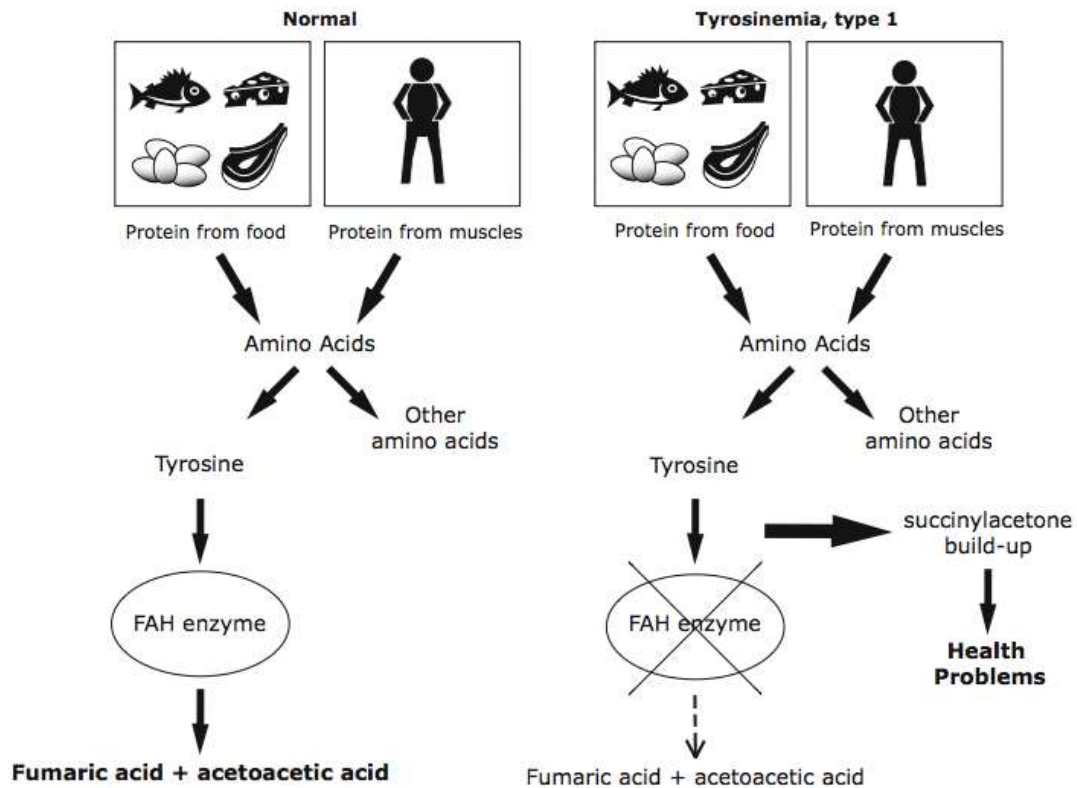 Normal
Protein from food
Protein from muscles
Amino Acids
Other
amino acids
Tyrosine
FAH enzyme
Fumaric acid + acetoacetic acid
Tyrosinemia, type 1
Protein from food
Protein from muscles
Amino Acids
Other
amino acids
Tyrosine
succinylacetone
build-up
FAH enzyme
Health
Problems
Fumaric acid + acetoacetic acid